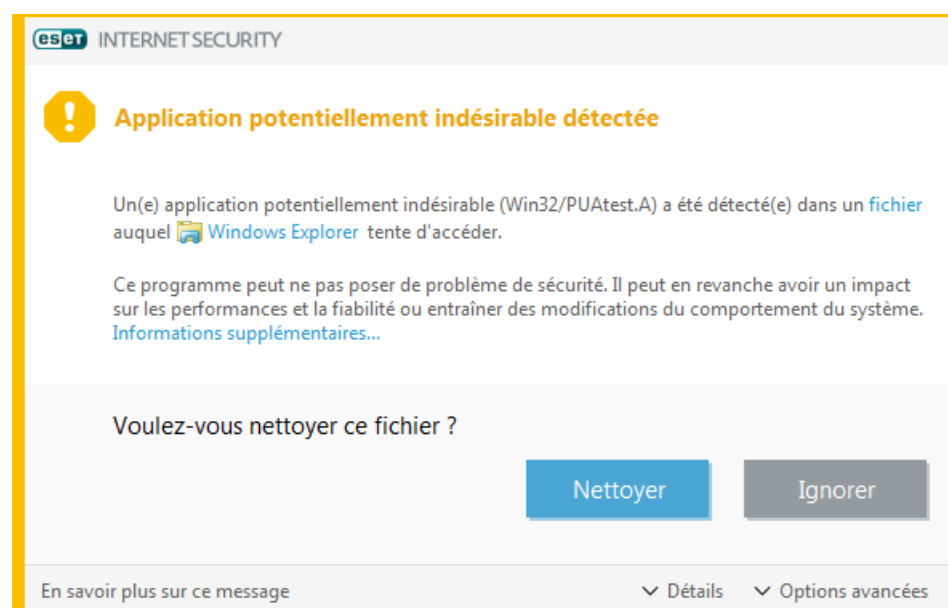 eset INTERNET SECURITY
Application potentiellement indésirable détectée
Un(e) application potentiellement indésirable (Win32/PUAtest.A) a été détecté(e) dans un fichier
auquel Windows Explorer tente d'accéder.
Ce programme peut ne pas poser de problème de sécurité. Il peut en revanche avoir un impact
sur les performances et la fiabilité ou entraîner des modifications du comportement du système.
Informations supplémentaires...
Voulez-vous nettoyer ce fichier ?
Nettoyer
Ignorer
En savoir plus sur ce message
Détails
Options avancées